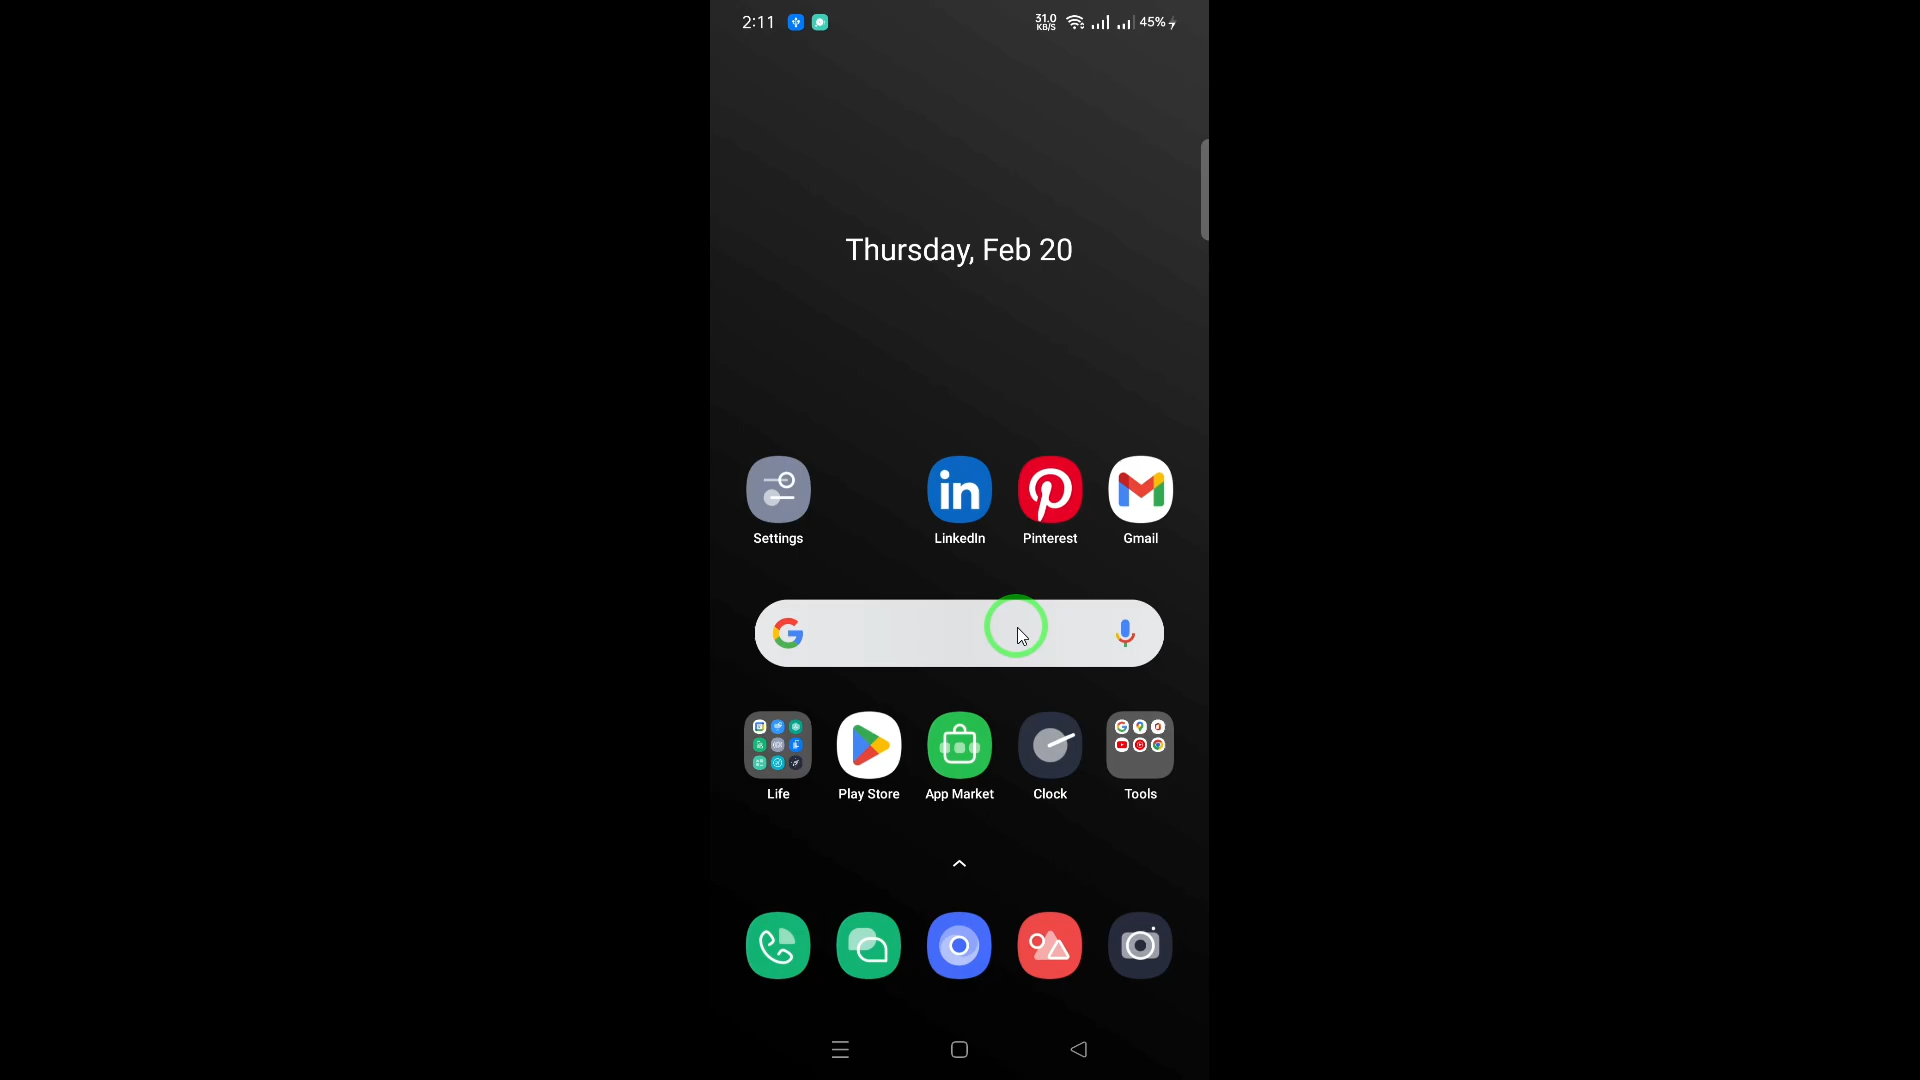 2:11
31.0
KB/S
45%
Thursday, Feb 20
Settings
LinkedIn
Pinterest
Gmail
Life
Play Store
App Market
Clock
Tools